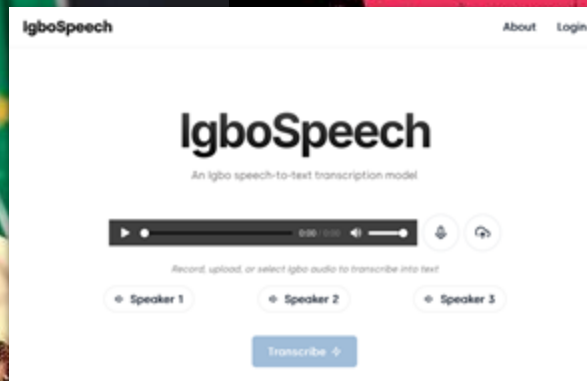 IgboSpeech About Login
IgboSpeech
An Igbo speech-to-text transcription model
0:00 / 0:00
Record, upload, or select Igbo audio to transcribe into text
Speaker 1 Speaker 2 Speaker 3
Transcribe